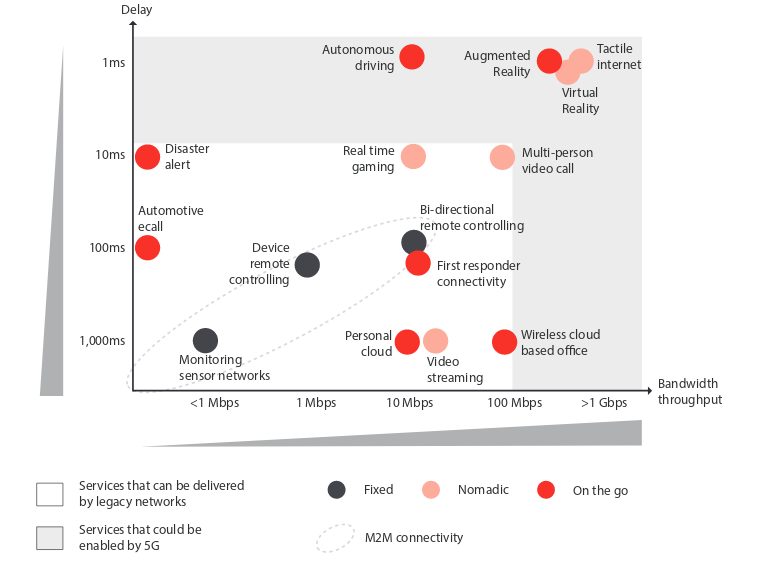 Delay
1ms
10ms
100ms
1,000ms
Autonomous
driving
Augmented
Reality
Tactile
internet
Virtual
Reality
Disaster
alert
Real time
gaming
Multi-person
video call
Automotive
ecall
Bi-directional
remote controlling
Device
remote
controlling
First responder
connectivity
Monitoring
sensor networks
Personal
cloud
Video
streaming
Wireless cloud
based office
Bandwidth
throughput
<1 Mbps
1 Mbps
10 Mbps
100 Mbps
>1 Gbps
Services that can be delivered
by legacy networks
Services that could be
enabled by 5G
Fixed
Nomadic
On the go
M2M connectivity